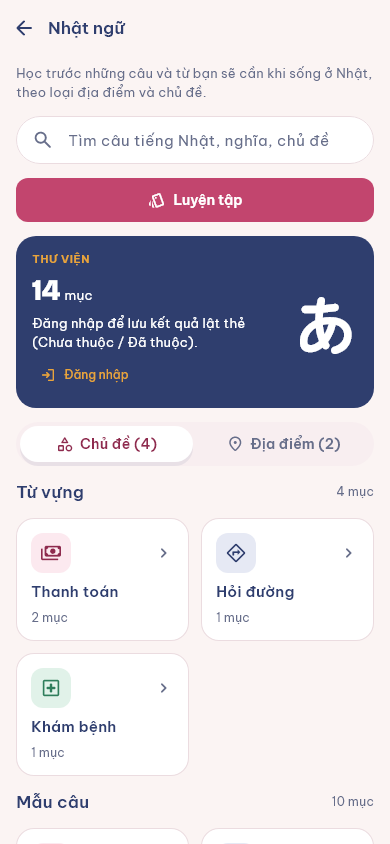 Nhật ngữ
Học trước những câu và từ bạn sẽ cần khi sống ở Nhật,
theo loại địa điểm và chủ đề.
Tìm câu tiếng Nhật, nghĩa, chủ đề
Luyện tập
THƯ VIỆN
14 mục
Đăng nhập để lưu kết quả lật thẻ
(Chưa thuộc / Đã thuộc).
あ
Đăng nhập
Chủ đề (4)
Địa điểm (2)
Từ vựng
4 mục
Thanh toán
2 mục
Hỏi đường
1 mục
Khám bệnh
1 mục
Mẫu câu
10 mục